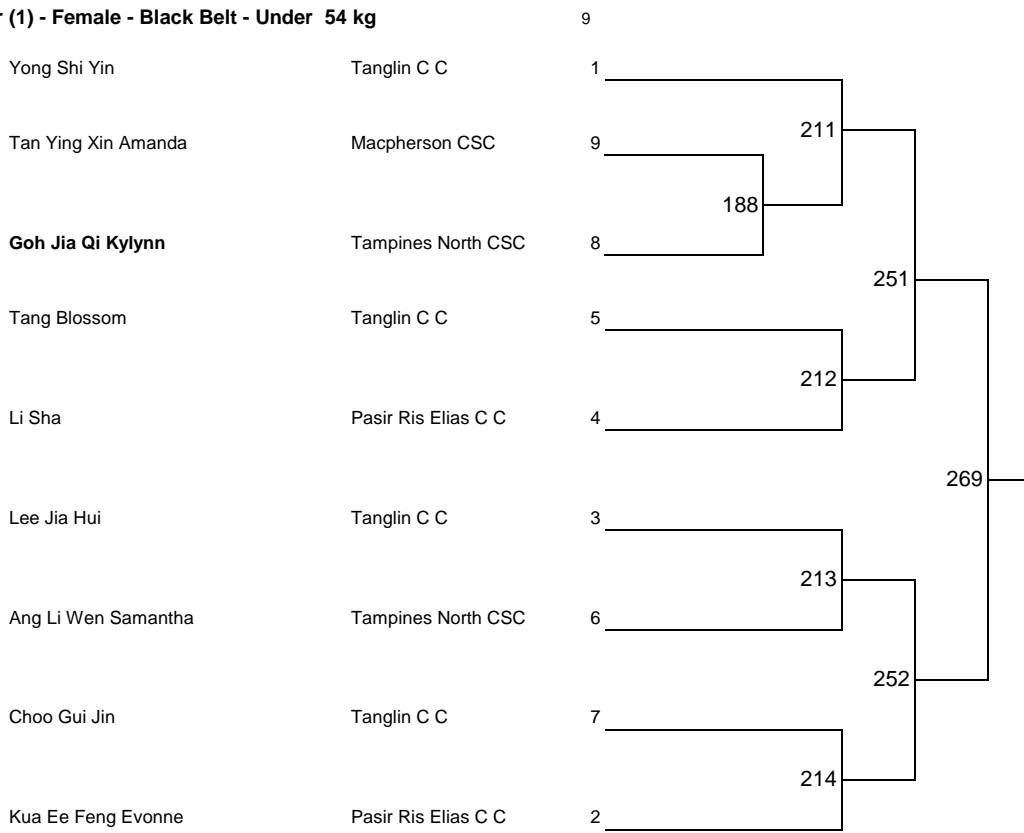 (1) - Female - Black Belt - Under 54 kg 9
Yong Shi Yin Tanglin C C 1
211
Tan Ying Xin Amanda Macpherson CSC 9
188
Goh Jia Qi Kylynn Tampines North CSC 8
251
Tang Blossom Tanglin C C 5
212
Li Sha Pasir Ris Elias C C 4
269
Lee Jia Hui Tanglin C C 3
213
Ang Li Wen Samantha Tampines North CSC 6
252
Choo Gui Jin Tanglin C C 7
214
Kua Ee Feng Evonne Pasir Ris Elias C C 2